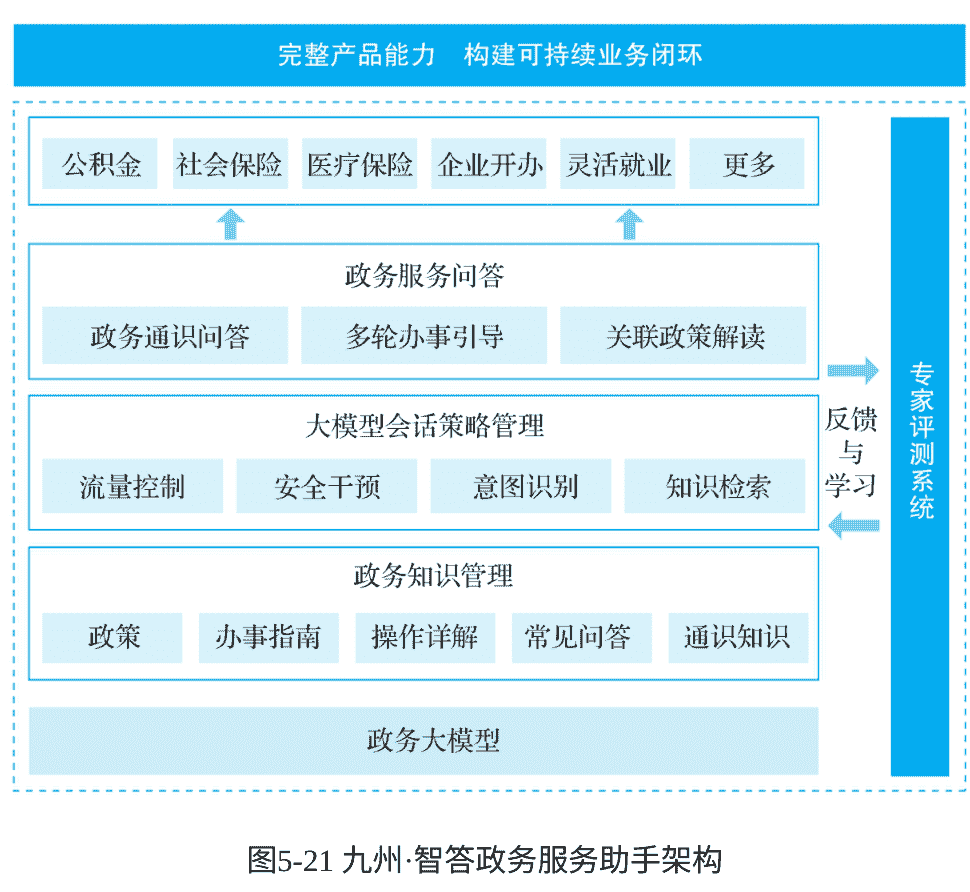 完整产品能力 构建可持续业务闭环
公积金 社会保险 医疗保险 企业开办 灵活就业 更多
政务服务问答
政务通识问答 多轮办事引导 关联政策解读
大模型会话策略管理
流量控制 安全干预 意图识别 知识检索
政务知识管理
政策 办事指南 操作详解 常见问答 通识知识
政务大模型
反馈
与
学习
专家评测系统
图5-21 九州·智答政务服务助手架构